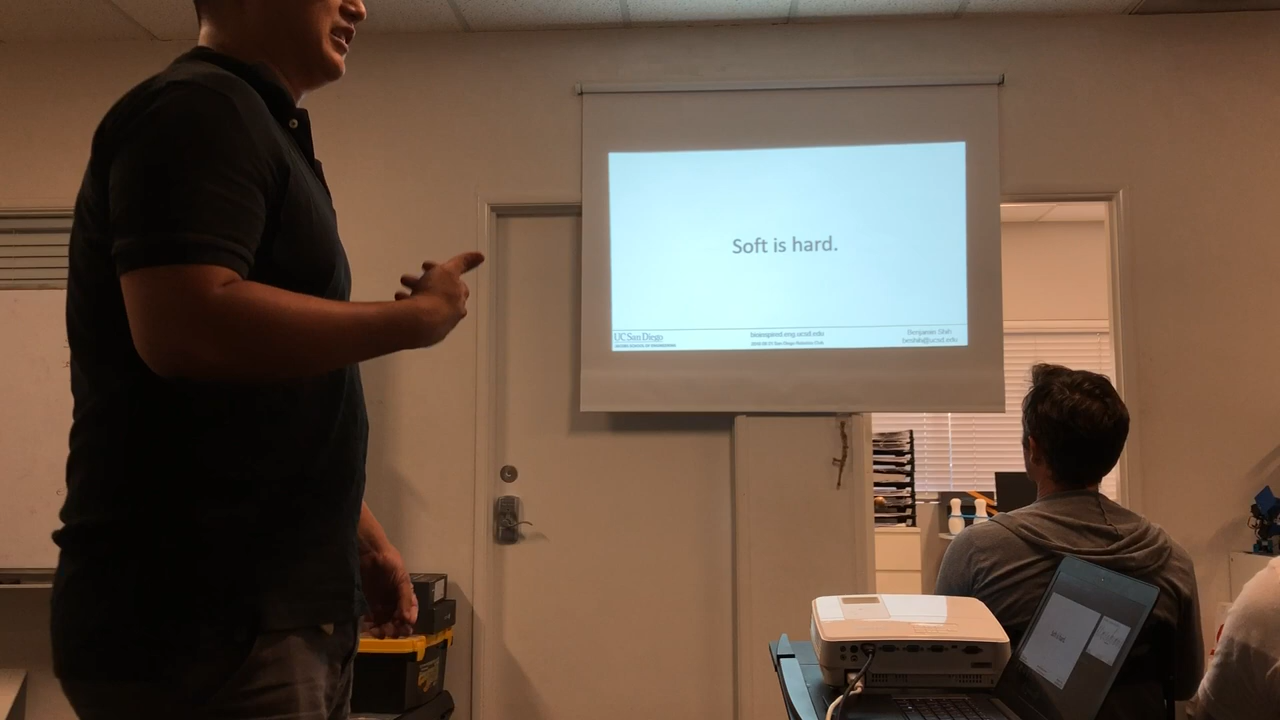 Soft is hard.
UC San Diego
bioinspired.eng.ucsd.edu
Benjamin Shih
beshih@ucsd.edu